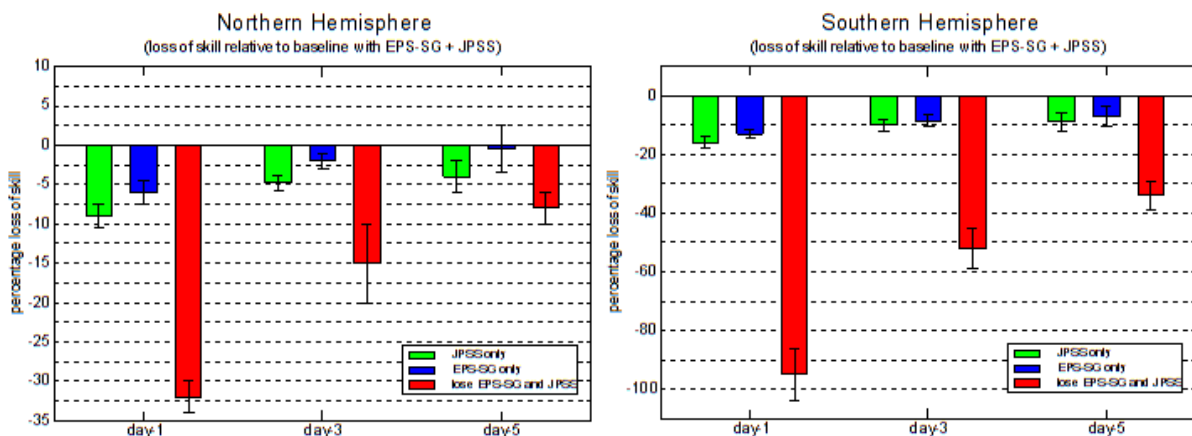 Northern Hemisphere
(loss of skill relative to baseline with EPS-SG + JPSS)
percentage loss of skill
10
5
0
-5
-10
-15
-20
-25
-30
-35
day-1
day-3
day-5
JPSS only
EPS-SG only
lose EPS-SG and JPSS
Southern Hemisphere
(loss of skill relative to baseline with EPS-SG + JPSS)
percentage loss of skill
0
-20
-40
-60
-80
-100
day-1
day-3
day-5
JPSS only
EPS-SG only
lose EPS-SG and JPSS